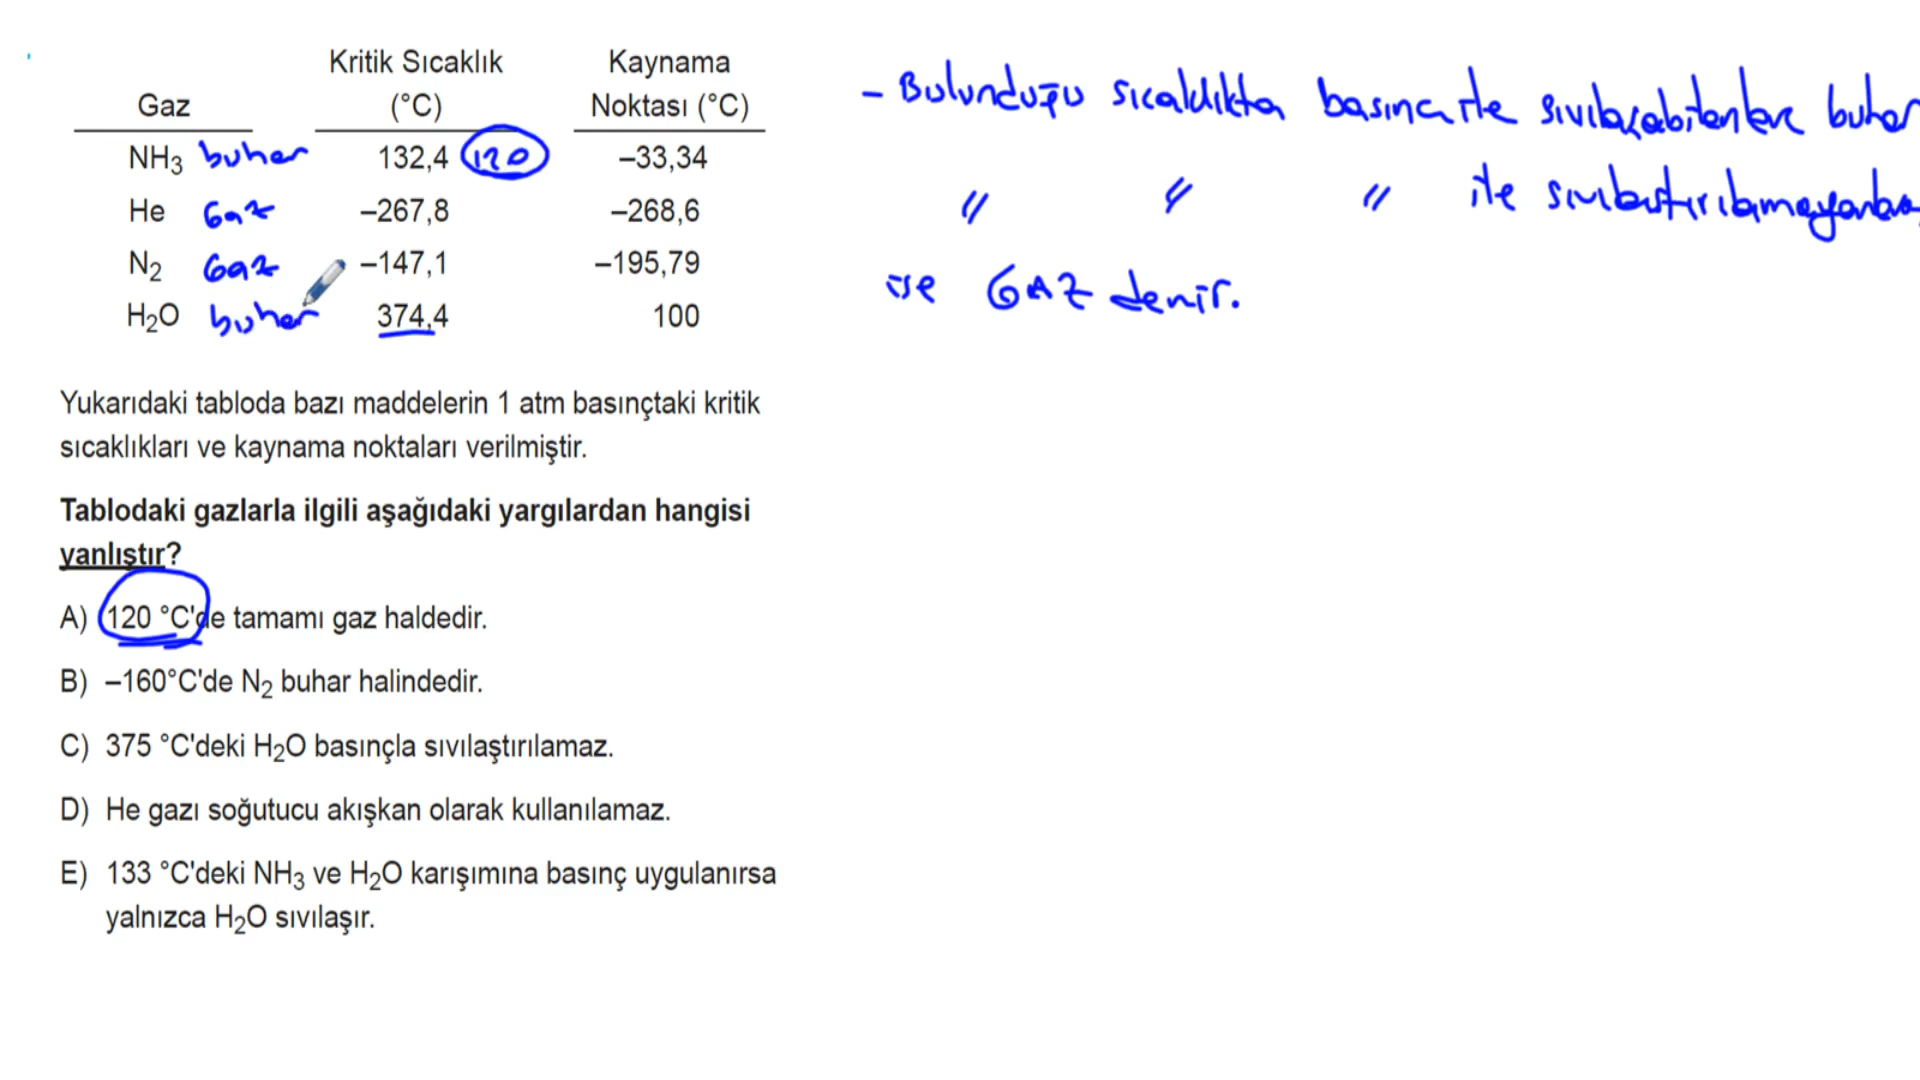 Kritik Sıcaklık Kaynama
Gaz (°C) Noktası (°C)
NH3 buhar 132,4 120 –33,34
He Gaz –267,8 –268,6
N2 Gaz –147,1 –195,79
H2O buhar 374,4 100
Yukarıdaki tabloda bazı maddelerin 1 atm basınçtaki kritik
sıcaklıkları ve kaynama noktaları verilmiştir.
Tablodaki gazlarla ilgili aşağıdaki yargılardan hangisi
yanlıştır?
A) 120 °C'de tamamı gaz haldedir.
B) –160°C'de N2 buhar halindedir.
C) 375 °C'deki H2O basınçla sıvılaştırılamaz.
D) He gazı soğutucu akışkan olarak kullanılamaz.
E) 133 °C'deki NH3 ve H2O karışımına basınç uygulanırsa
yalnızca H2O sıvılaşır.
- Bulunduğu sıcaklıkta basınç ile buhar
" " " ile
ise GAZ denir.